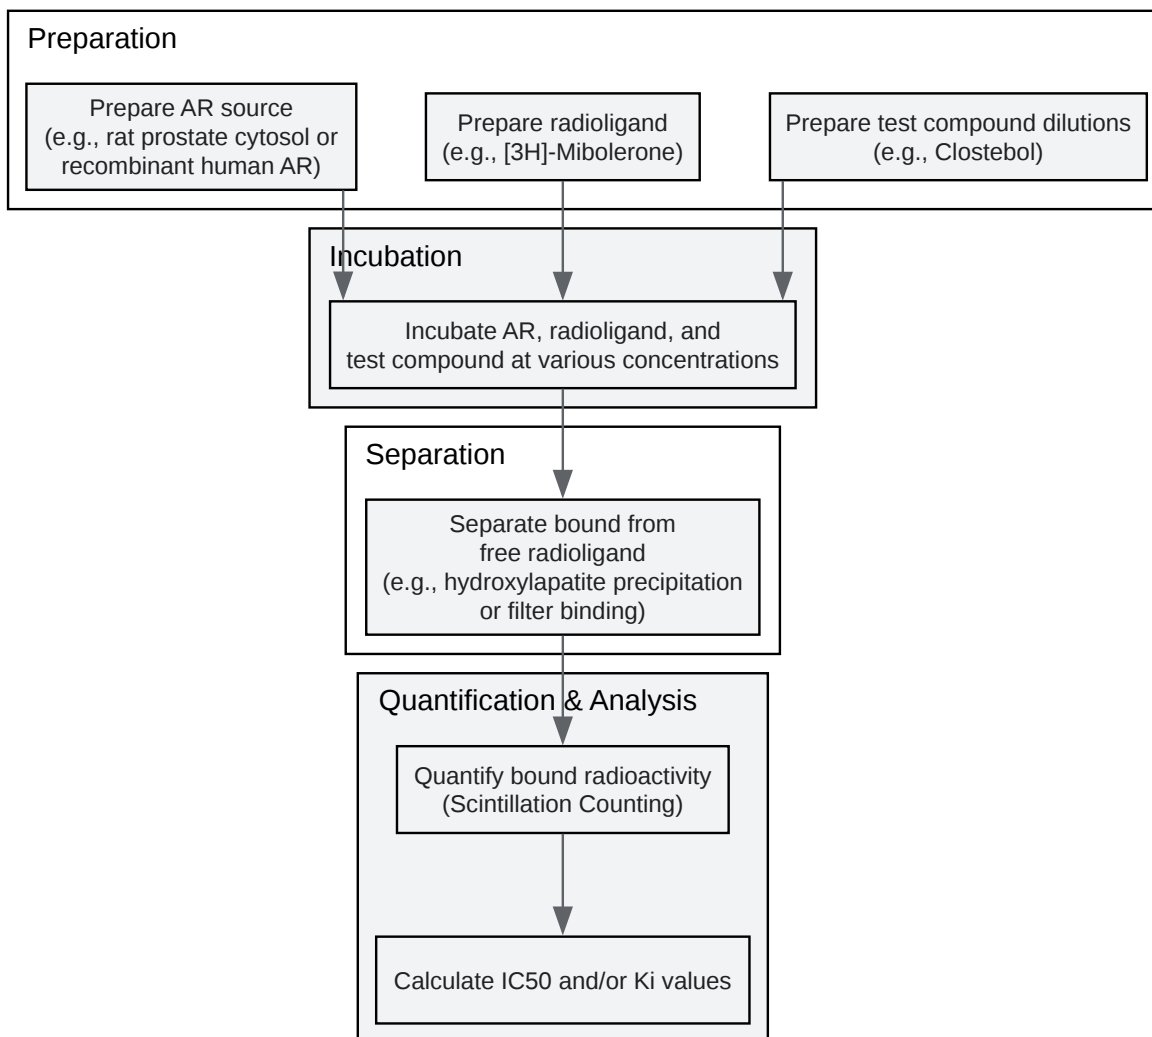 Preparation
Prepare AR source
(e.g., rat prostate cytosol or
recombinant human AR)
Prepare radioligand
(e.g., [3H]-Mibolerone)
Prepare test compound dilutions
(e.g., Clostebol)
Incubation
Incubate AR, radioligand, and
test compound at various concentrations
Separation
Separate bound from
free radioligand
(e.g., hydroxylapatite precipitation
or filter binding)
Quantification & Analysis
Quantify bound radioactivity
(Scintillation Counting)
Calculate IC50 and/or Ki values